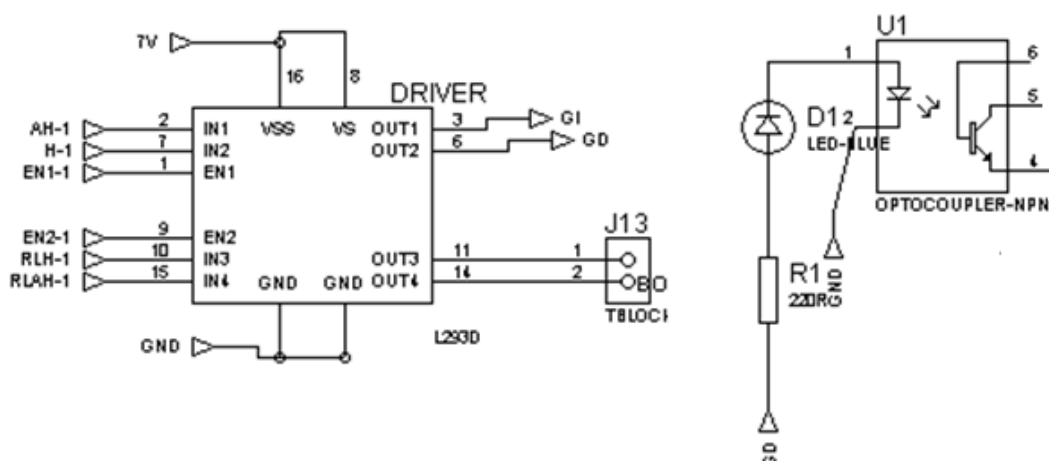 7V
16
8
DRIVER
AH-1
2
IN1
VSS
VS
OUT1
3
GI
H-1
7
IN2
OUT2
6
GD
EN1-1
1
EN1
EN2-1
9
EN2
RLH-1
10
IN3
OUT3
11
1
J13
RLAH-1
15
IN4
GND
GND
OUT4
14
2
BO
TBLOCK
L293D
GND
U1
1
6
5
4
D1
2
LED-BLUE
OPTOCOUPLER-NPN
R1
220R
GND